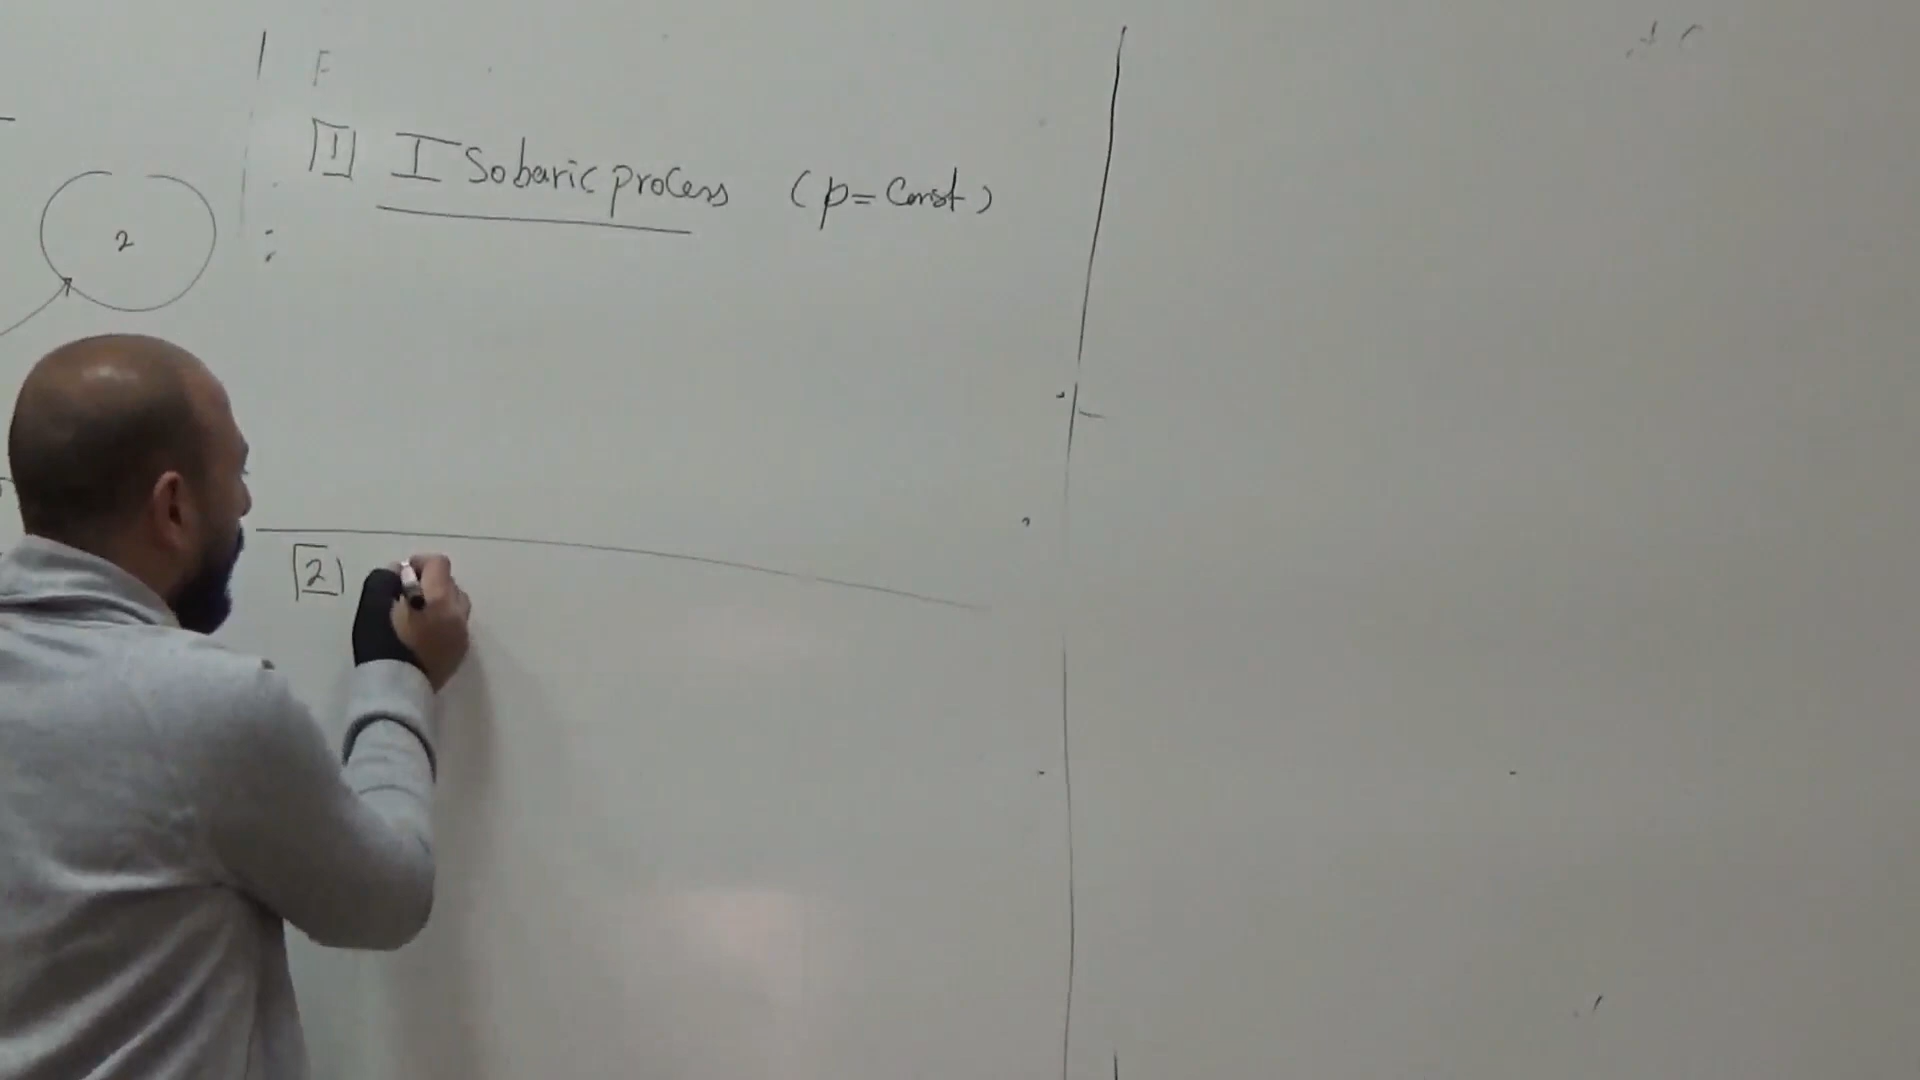 F
1 Isobaric process (p = Const)
2
2